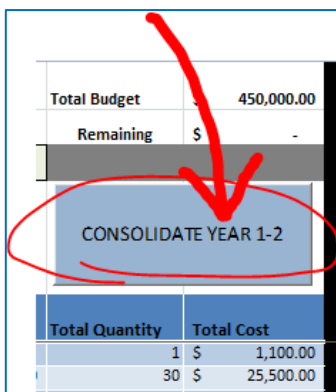 Total Budget $ 450,000.00
Remaining $ -
CONSOLIDATE YEAR 1-2
Total Quantity Total Cost
1 $ 1,100.00
30 $ 25,500.00